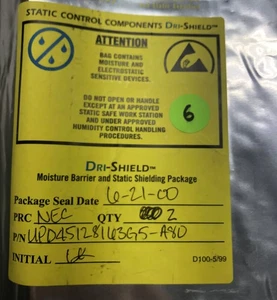 STATIC CONTROL COMPONENTS DRI-SHIELD™
ATTENTION
BAG CONTAINS
MOISTURE AND
ELECTROSTATIC
SENSITIVE DEVICES.
DO NOT OPEN OR HANDLE
EXCEPT AT AN APPROVED
STATIC SAFE WORK STATION
AND UNDER APPROVED
HUMIDITY CONTROL HANDLING
PROCEDURES.
6
DRI-SHIELD™
Moisture Barrier and Static Shielding Package
Package Seal Date 6-21-00
PRC NEC QTY 2
P/N UPD45128163G5-A80
INITIAL
D100-5/99